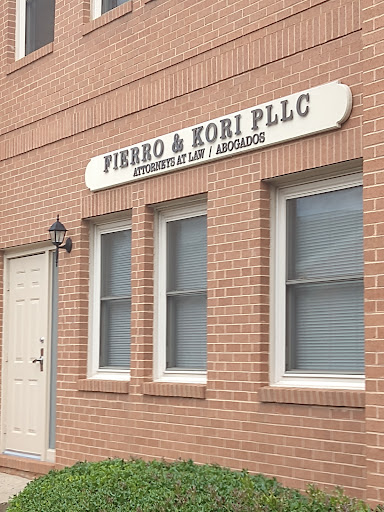 FIERRO & KORI PLLC
ATTORNEYS AT LAW / ABOGADOS